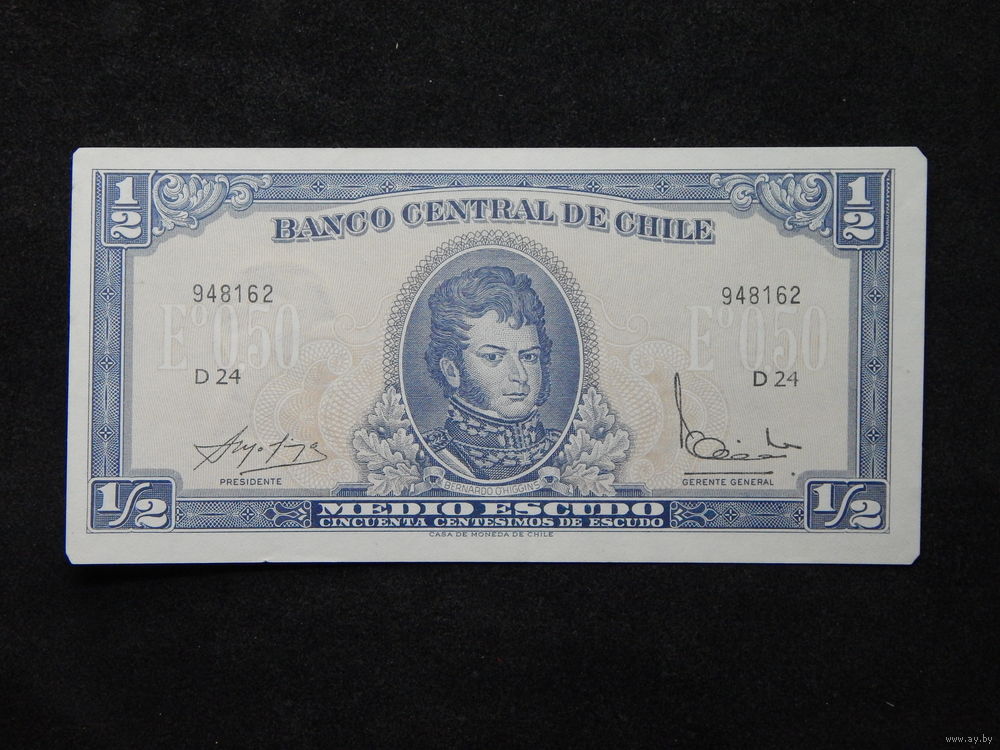 1/2 1/2
BANCO CENTRAL DE CHILE
948162 948162
Eº 0,50 Eº 0,50
D 24 D 24
PRESIDENTE GERENTE GENERAL
BERNARDO O'HIGGINS
1/2 MEDIO ESCUDO 1/2
CINCUENTA CENTESIMOS DE ESCUDO
CASA DE MONEDA DE CHILE
www.ay.by